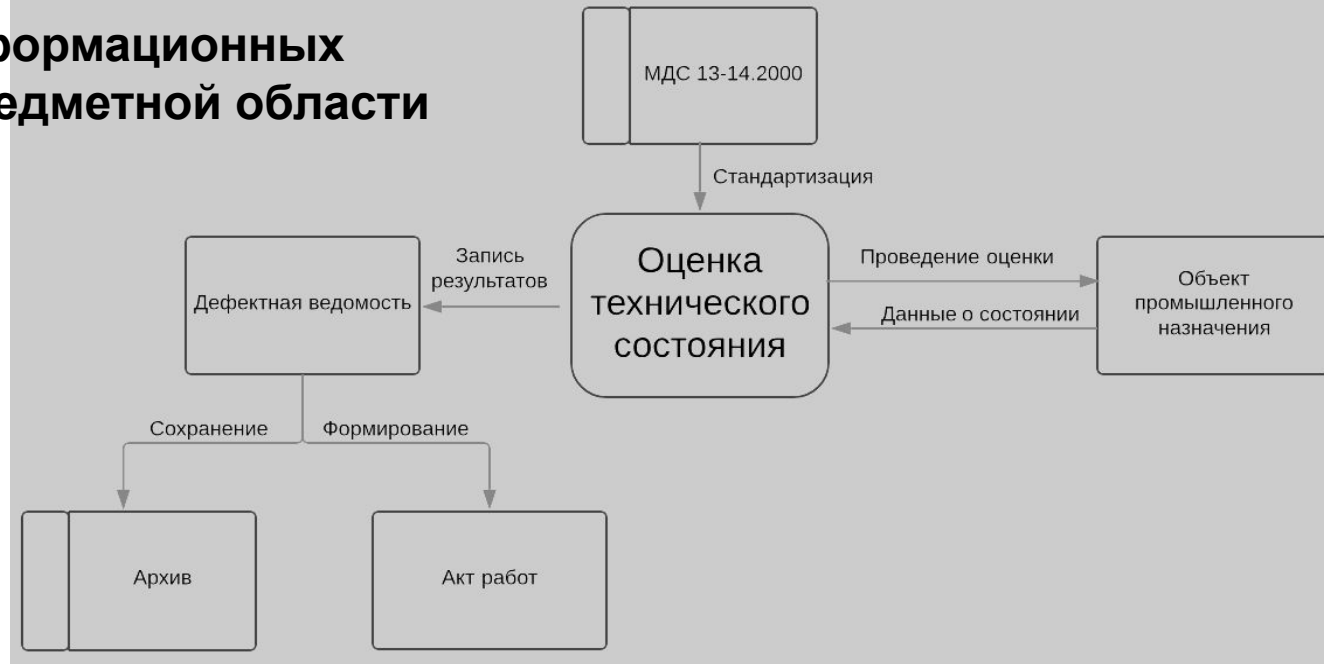 формационных
едметной области
МДС 13-14.2000
Стандартизация
Оценка
технического
состояния
Запись
результатов
Дефектная ведомость
Проведение оценки
Данные о состоянии
Объект
промышленного
назначения
Сохранение
Формирование
Архив
Акт работ